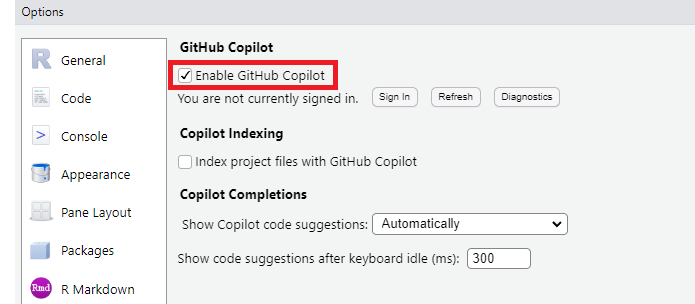 Options
R General
Code
> Console
Appearance
Pane Layout
Packages
Rmd R Markdown
GitHub Copilot
Enable GitHub Copilot
You are not currently signed in. Sign In Refresh Diagnostics
Copilot Indexing
Index project files with GitHub Copilot
Copilot Completions
Show Copilot code suggestions: Automatically
Show code suggestions after keyboard idle (ms): 300